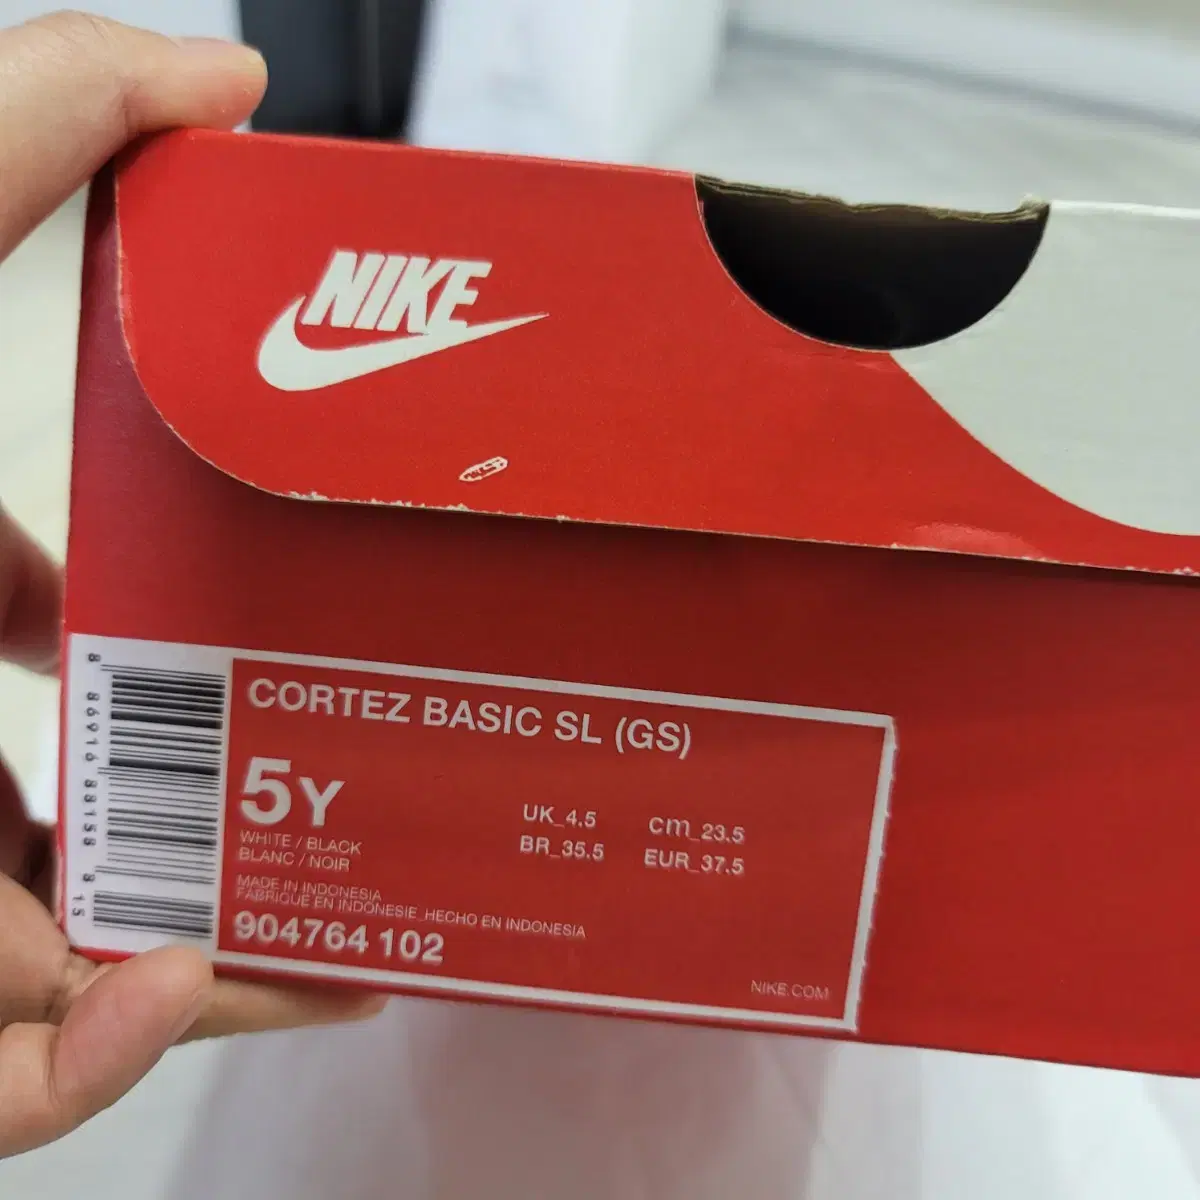 NIKE
CORTEZ BASIC SL (GS)
5Y
UK_4.5
cm_23.5
BR_35.5
EUR_37.5
WHITE / BLACK
BLANC / NOIR
MADE IN INDONESIA
FABRIQUE EN INDONESIE_HECHO EN INDONESIA
904764 102
NIKE.COM
8 86916 88158 9 15